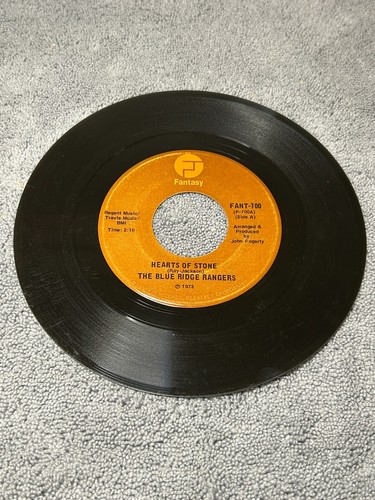 Fantasy
Regent Music/
Travis Music/
BMI
Time: 2:10
FANT-700
(F-700A)
(Side A)
Arranged &
Produced
by
John Fogerty
HEARTS OF STONE
(Ray-Jackson)
THE BLUE RIDGE RANGERS
℗ 1973